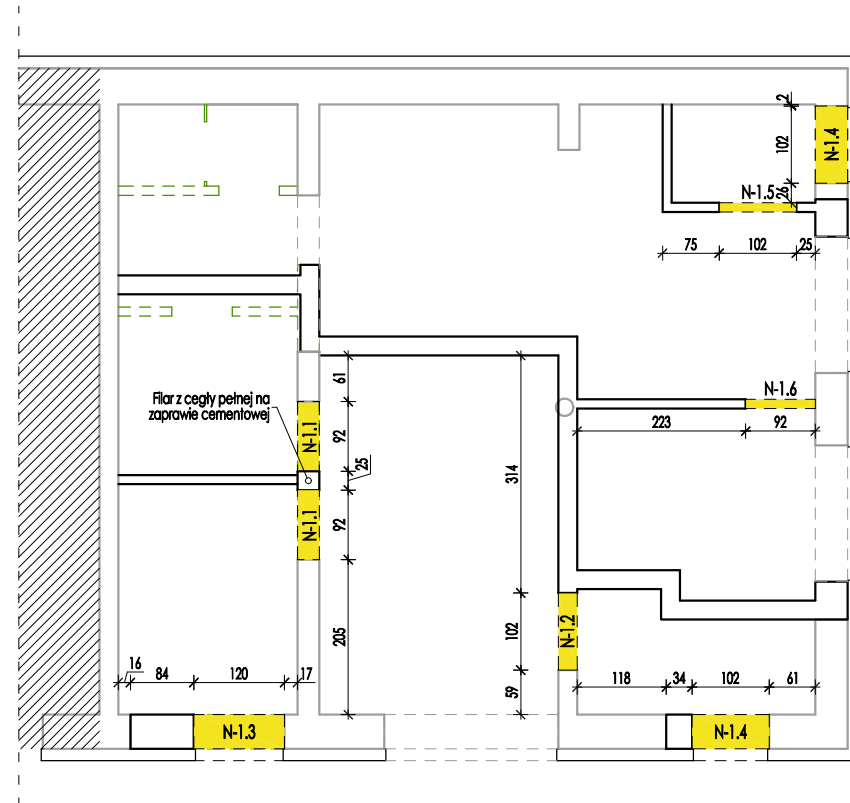 2
102
N-1.4
N-1.5
26
75
102
25
61
Filar z cegły pełnej na
zaprawie cementowej
N-1.1
92
25
N-1.6
223
92
314
N-1.1
92
205
102
N-1.2
59
16
84
120
17
118
34
102
61
N-1.3
N-1.4